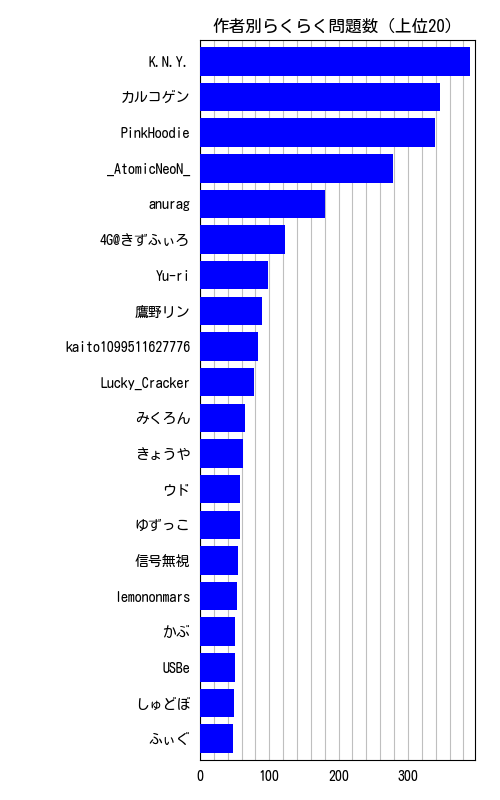 作者別らくらく問題数（上位20）
K.N.Y.
カルコゲン
PinkHoodie
_AtomicNeoN_
anurag
4G@きずふぃろ
Yu-ri
鷹野リン
kaito1099511627776
Lucky_Cracker
みくろん
きょうや
ウド
ゆずっこ
信号無視
lemononmars
かぶ
USBe
しゅどぼ
ふぃぐ
0 100 200 300